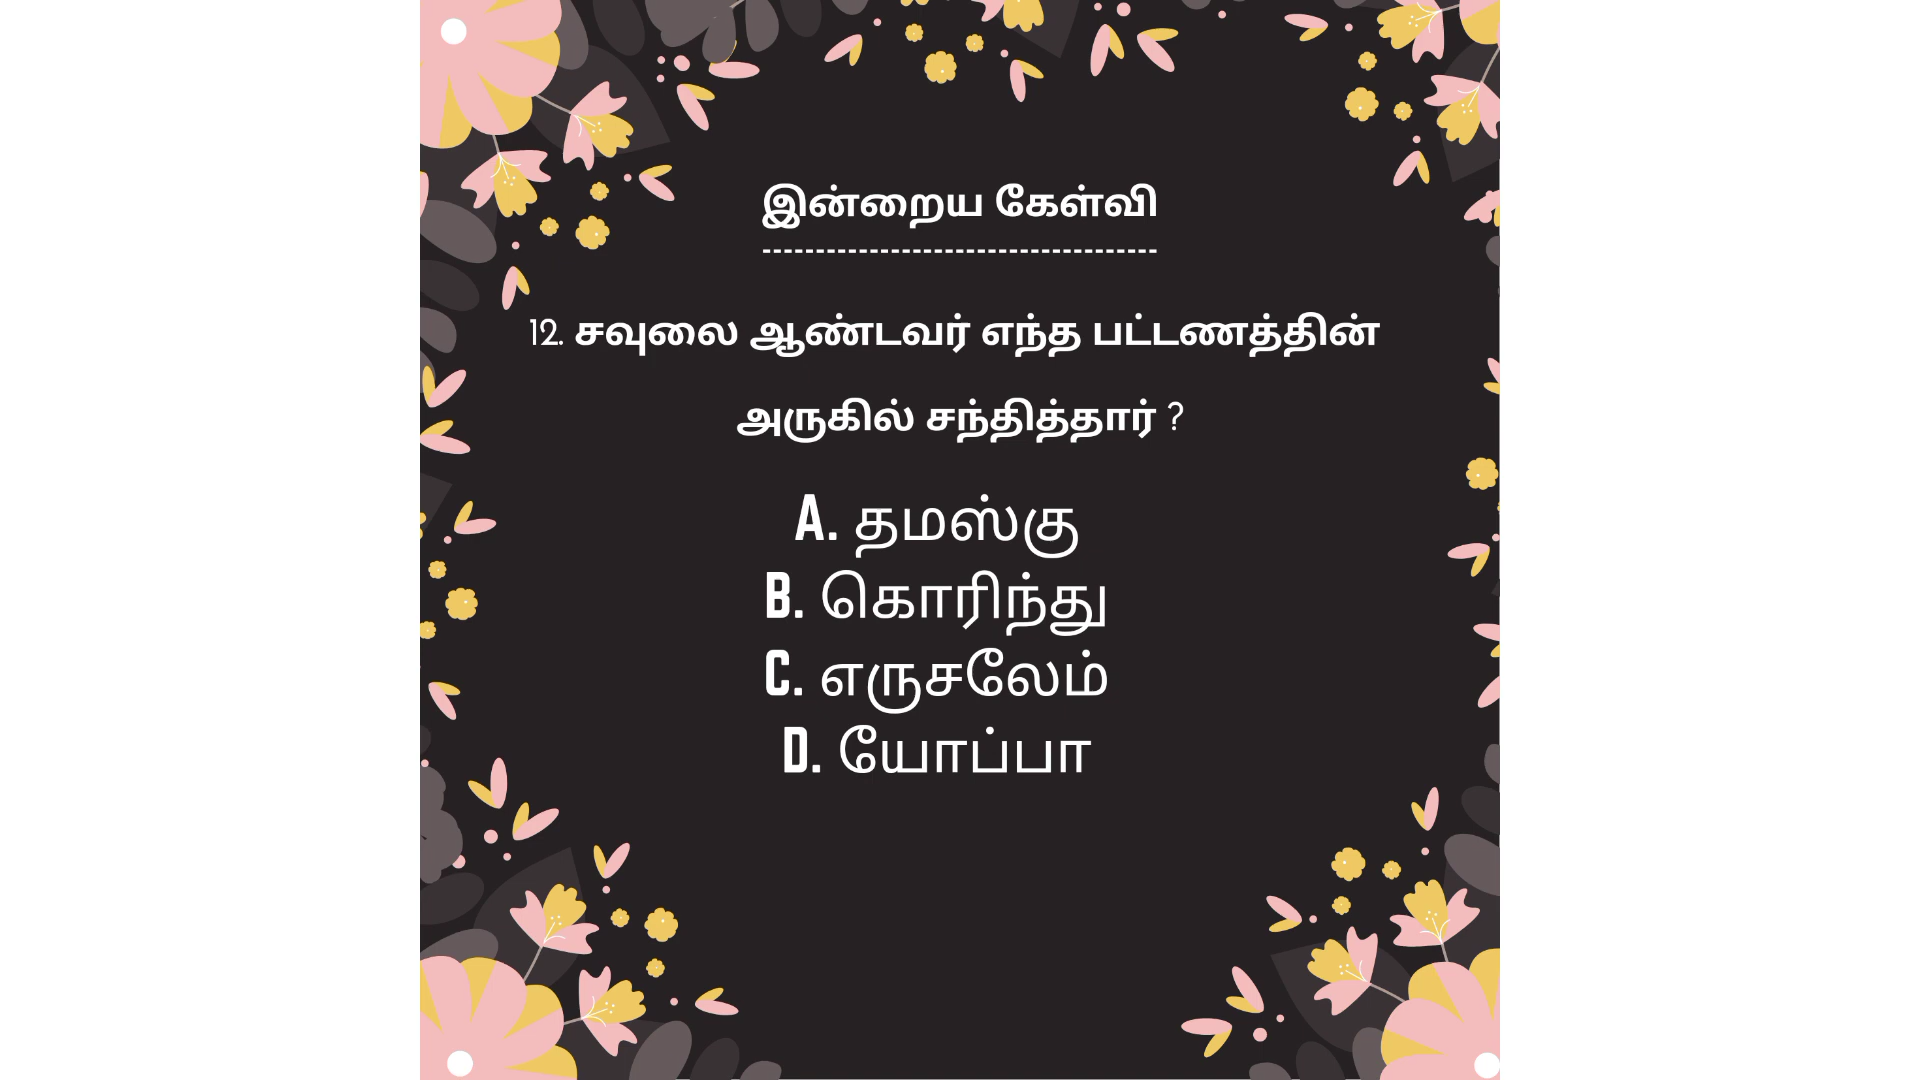 இன்றைய கேள்வி
-------------------------------------
12. சவுலை ஆண்டவர் எந்த பட்டணத்தின்
அருகில் சந்தித்தார் ?
A. தமஸ்கு
B. கொரிந்து
C. எருசலேம்
D. யோப்பா